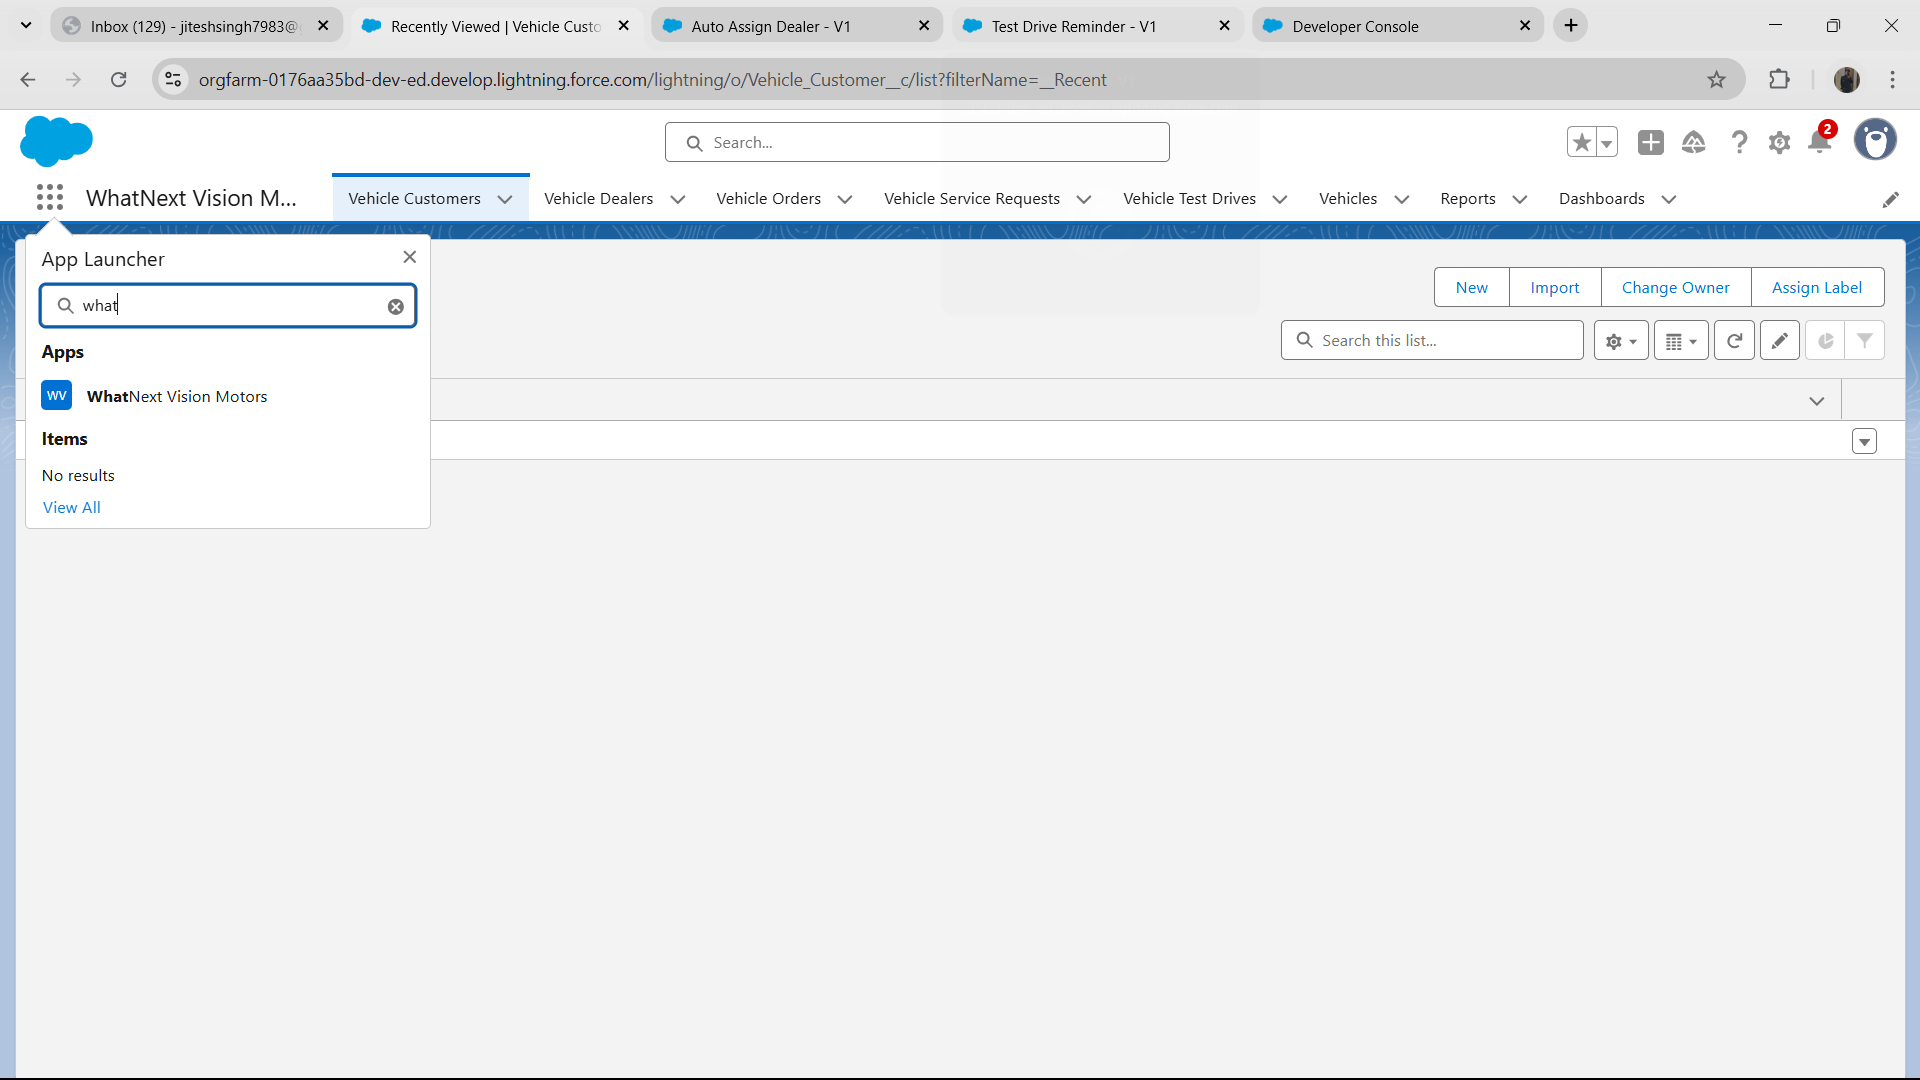 Inbox (129) - jiteshsingh7983@g
Recently Viewed | Vehicle Custo
Auto Assign Dealer - V1
Test Drive Reminder - V1
Developer Console
orgfarm-0176aa35bd-dev-ed.develop.lightning.force.com/lightning/o/Vehicle_Customer__c/list?filterName=__Recent
Search...
2
WhatNext Vision M...
Vehicle Customers
Vehicle Dealers
Vehicle Orders
Vehicle Service Requests
Vehicle Test Drives
Vehicles
Reports
Dashboards
App Launcher
what
Apps
WV
WhatNext Vision Motors
Items
No results
View All
New
Import
Change Owner
Assign Label
Search this list...